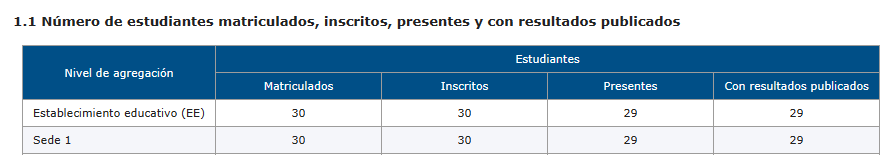 1.1 Número de estudiantes matriculados, inscritos, presentes y con resultados publicados
Nivel de agregación
Estudiantes
Matriculados Inscritos Presentes Con resultados publicados
Establecimiento educativo (EE) 30 30 29 29
Sede 1 30 30 29 29